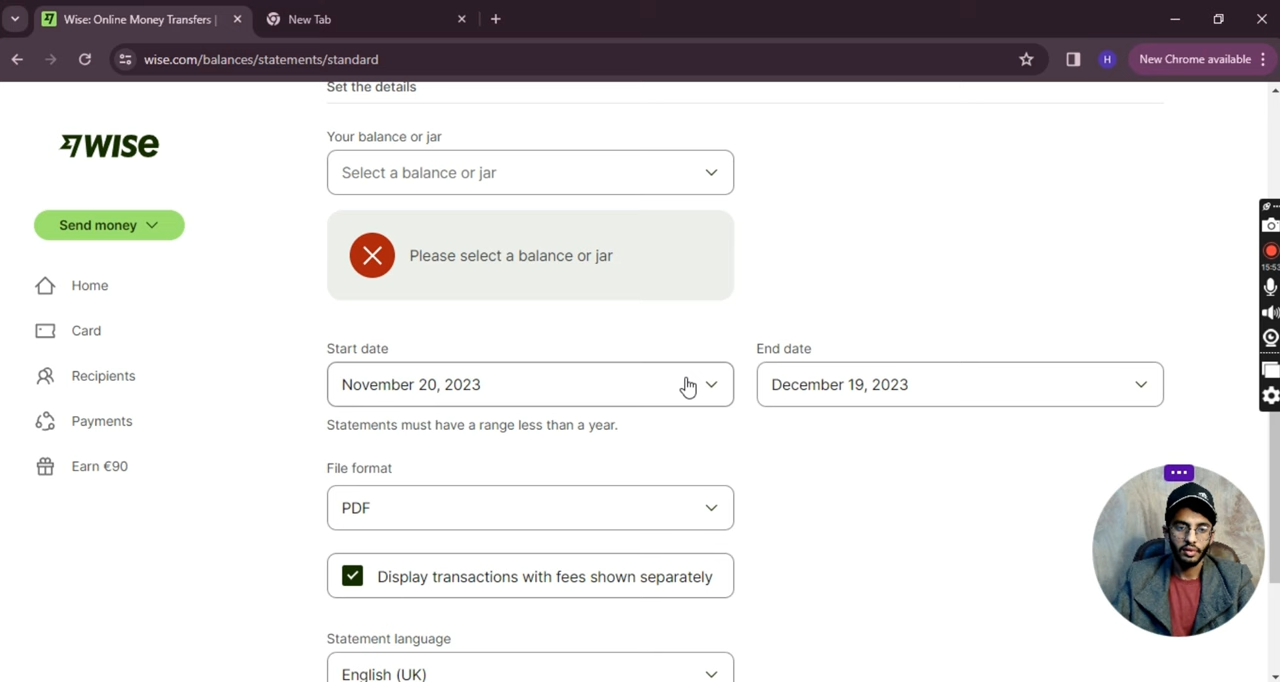 Wise: Online Money Transfers |
New Tab
wise.com/balances/statements/standard
H
New Chrome available
Set the details
WISE
Your balance or jar
Select a balance or jar
Send money
Please select a balance or jar
15:53
Home
Card
Recipients
Payments
Earn €90
Start date
End date
November 20, 2023
December 19, 2023
Statements must have a range less than a year.
File format
PDF
Display transactions with fees shown separately
Statement language
English (UK)